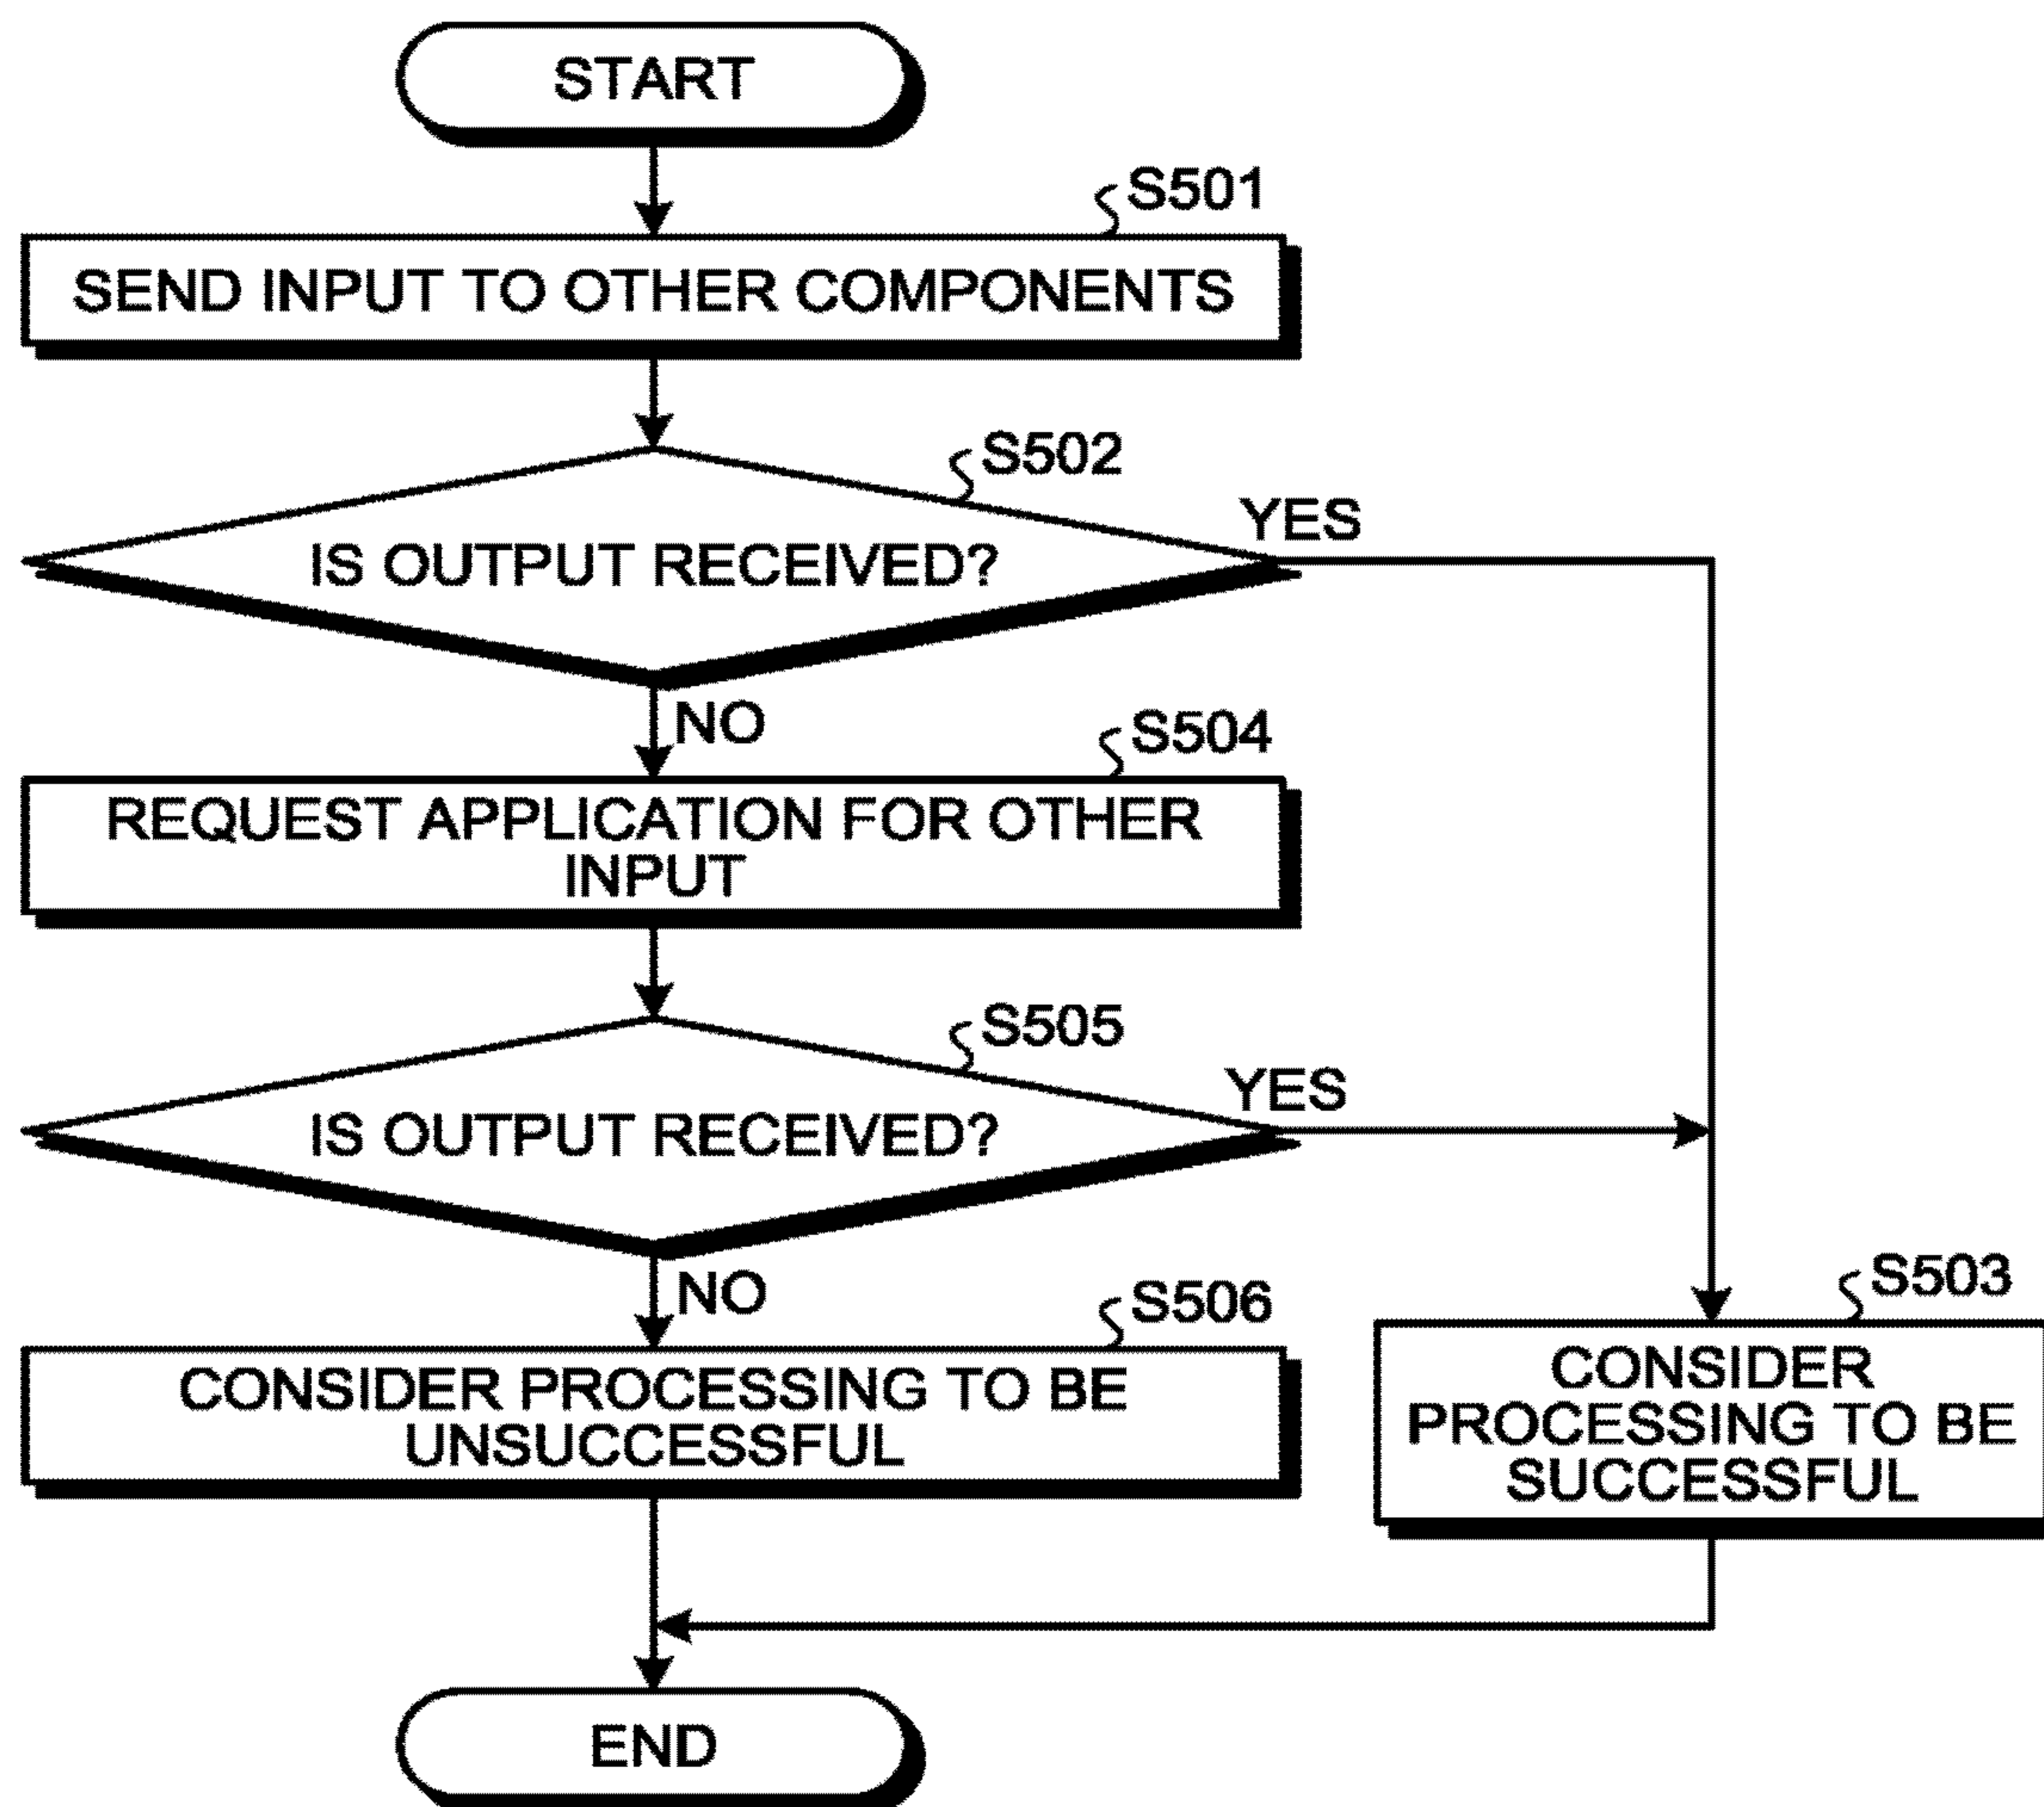 START
S501
SEND INPUT TO OTHER COMPONENTS
S502
IS OUTPUT RECEIVED?
YES
NO
S504
REQUEST APPLICATION FOR OTHER
INPUT
S505
IS OUTPUT RECEIVED?
YES
NO
S506
CONSIDER PROCESSING TO BE
UNSUCCESSFUL
S503
CONSIDER
PROCESSING TO BE
SUCCESSFUL
END